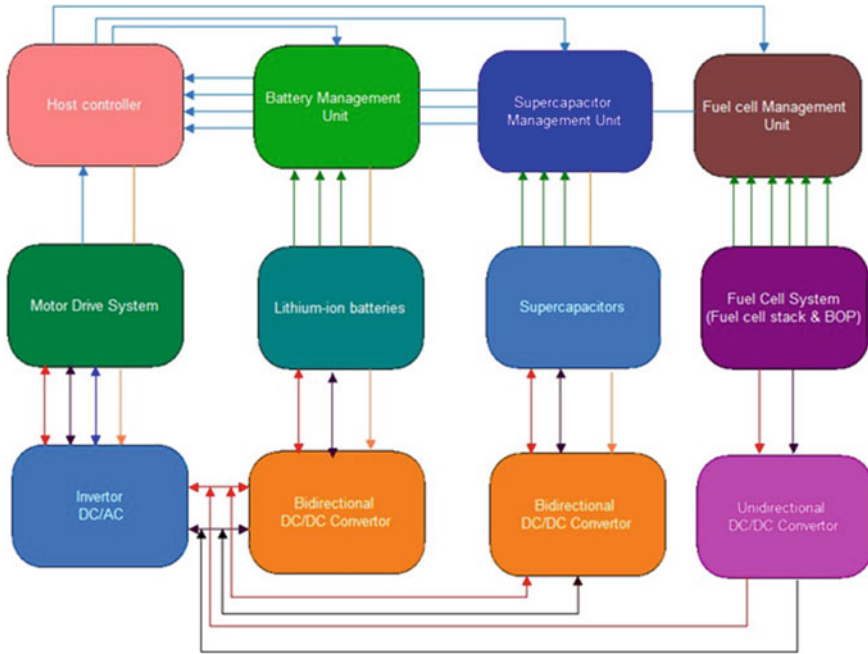 Host controller
Battery Management
Unit
Supercapacitor
Management Unit
Fuel cell Management
Unit
Motor Drive System
Lithium-ion batteries
Supercapacitors
Fuel Cell System
(Fuel cell stack & BOP)
Invertor
DC/AC
Bidirectional
DC/DC Convertor
Bidirectional
DC/DC Convertor
Unidirectional
DC/DC Convertor